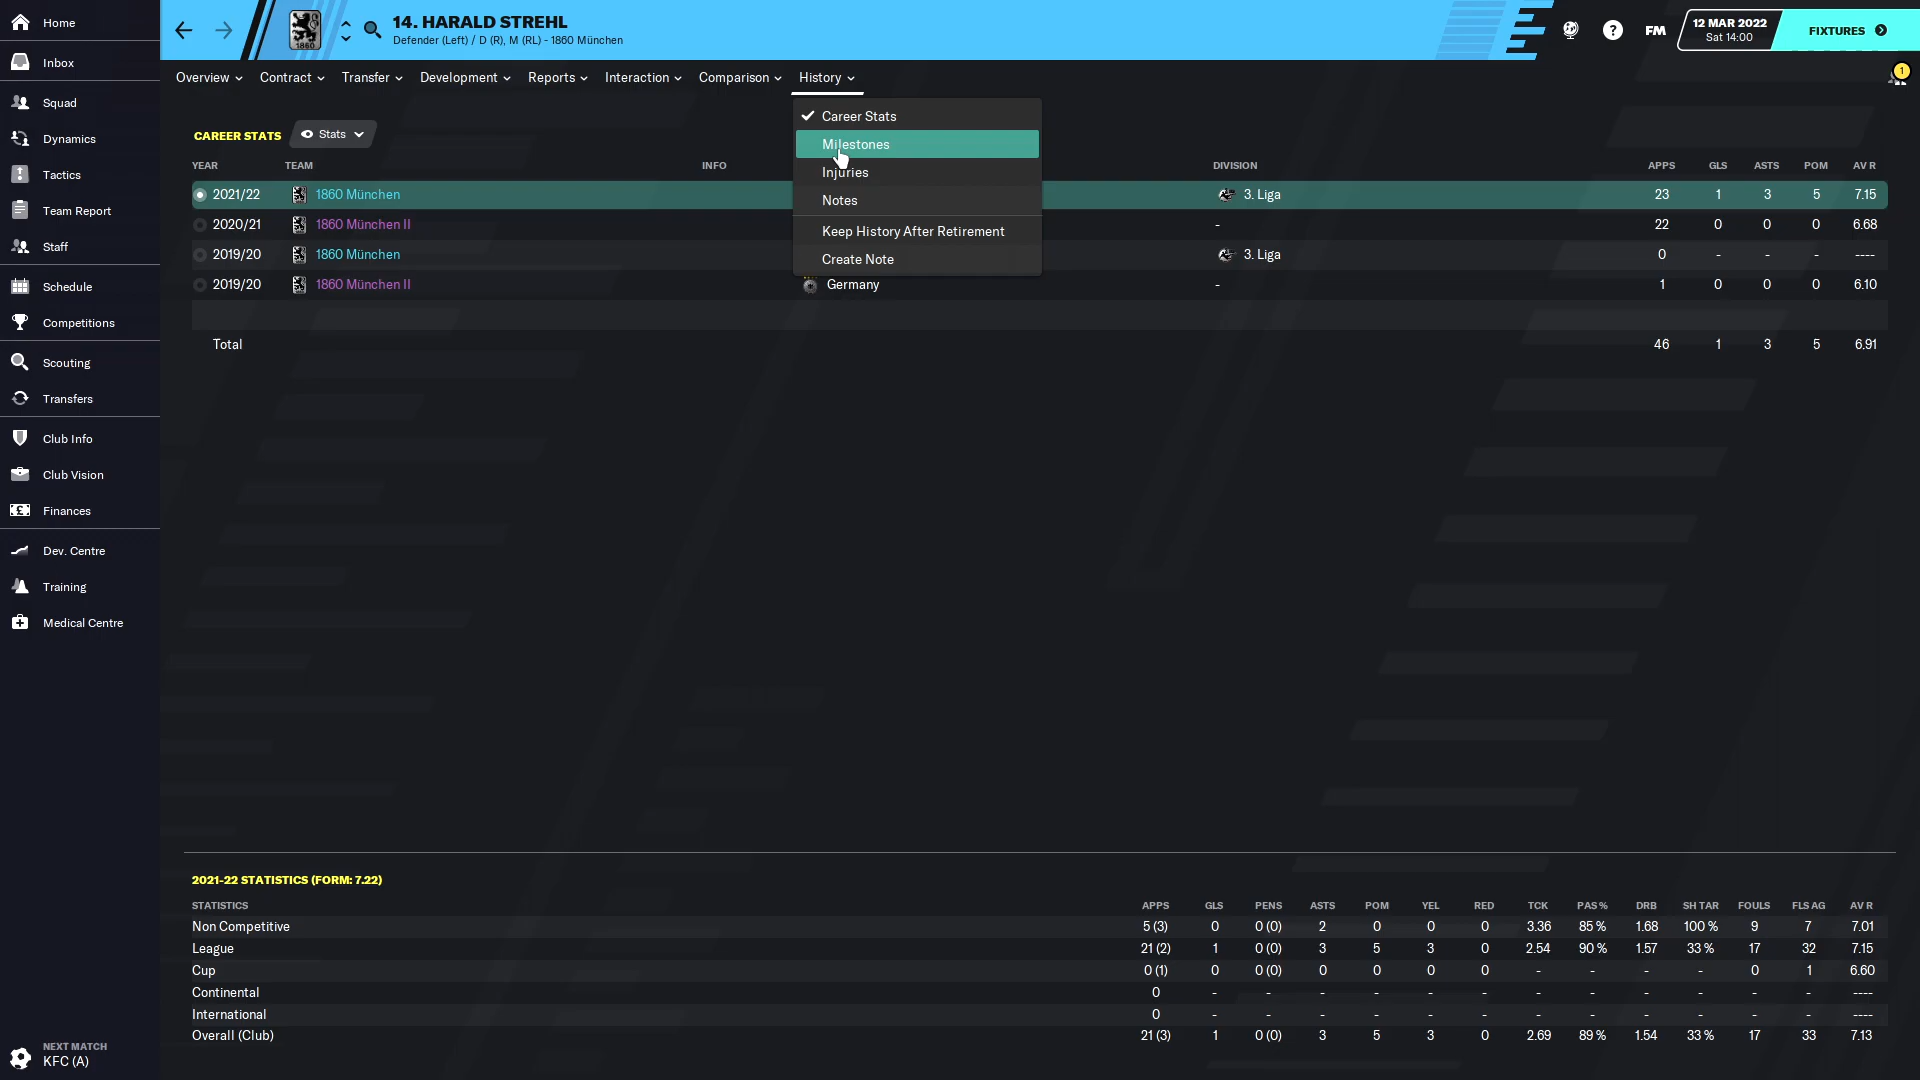 Home
Inbox
Squad
Dynamics
Tactics
Team Report
Staff
Schedule
Competitions
Scouting
Transfers
Club Info
Club Vision
Finances
Dev. Centre
Training
Medical Centre
NEXT MATCH
KFC (A)
1860
14. HARALD STREHL
Defender (Left) / D (R), M (RL) - 1860 München
FM
12 MAR 2022
Sat 14:00
FIXTURES
1
Overview Contract Transfer Development Reports Interaction Comparison History
Career Stats
Milestones
Injuries
Notes
Keep History After Retirement
Create Note
CAREER STATS Stats
YEAR TEAM INFO DIVISION APPS GLS ASTS POM AV R
2021/22 1860 München 3. Liga 23 1 3 5 7.15
2020/21 1860 München II - 22 0 0 0 6.68
2019/20 1860 München 3. Liga 0 - - - ----
2019/20 1860 München II Germany - 1 0 0 0 6.10
Total 46 1 3 5 6.91
2021-22 STATISTICS (FORM: 7.22)
STATISTICS APPS GLS PENS ASTS POM YEL RED TCK PAS % DRB SH TAR FOULS FLS AG AV R
Non Competitive 5 (3) 0 0 (0) 2 0 0 0 3.36 85 % 1.68 100 % 9 7 7.01
League 21 (2) 1 0 (0) 3 5 3 0 2.54 90 % 1.57 33 % 17 32 7.15
Cup 0 (1) 0 0 (0) 0 0 0 0 - - - - 0 1 6.60
Continental 0 - - - - - - - - - - - - ----
International 0 - - - - - - - - - - - - ----
Overall (Club) 21 (3) 1 0 (0) 3 5 3 0 2.69 89 % 1.54 33 % 17 33 7.13